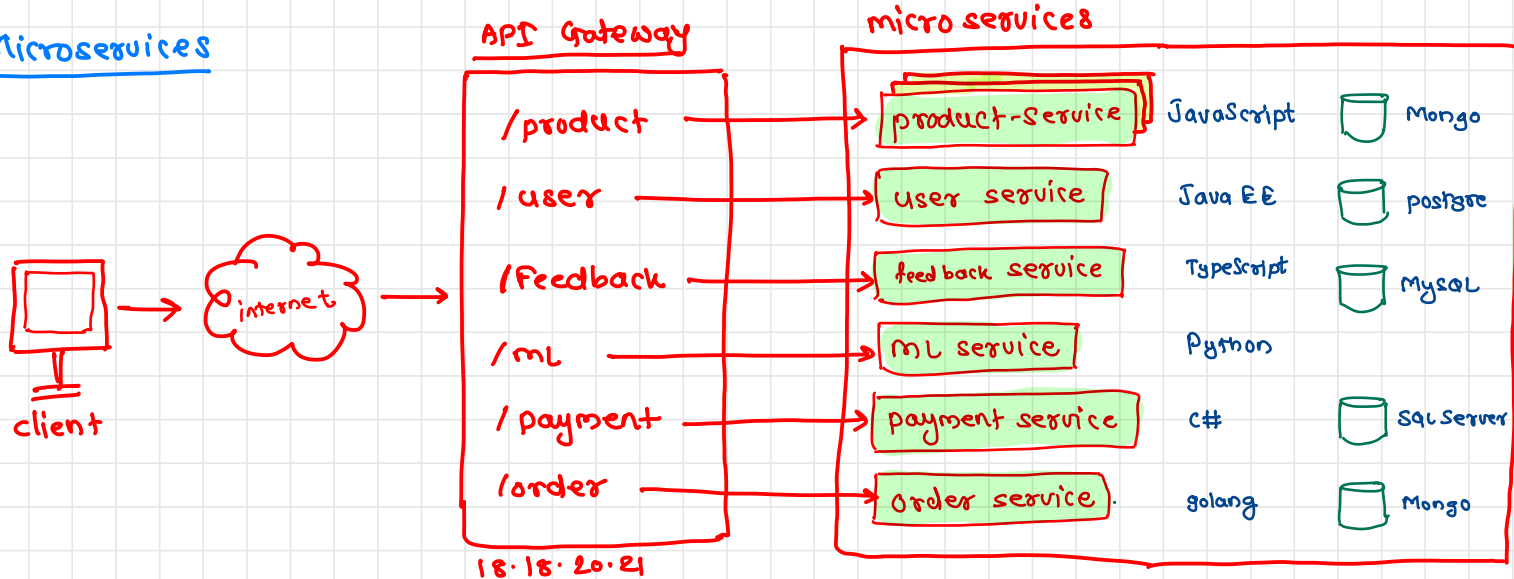 Microservices
API Gateway
microservices
/product
product-service
JavaScript
Mongo
/user
user service
Java EE
postgre
/Feedback
feedback service
TypeScript
MySQL
internet
/ML
ML service
Python
client
/payment
payment service
C#
SQL Server
/order
order service
golang
Mongo
18.18.20.21